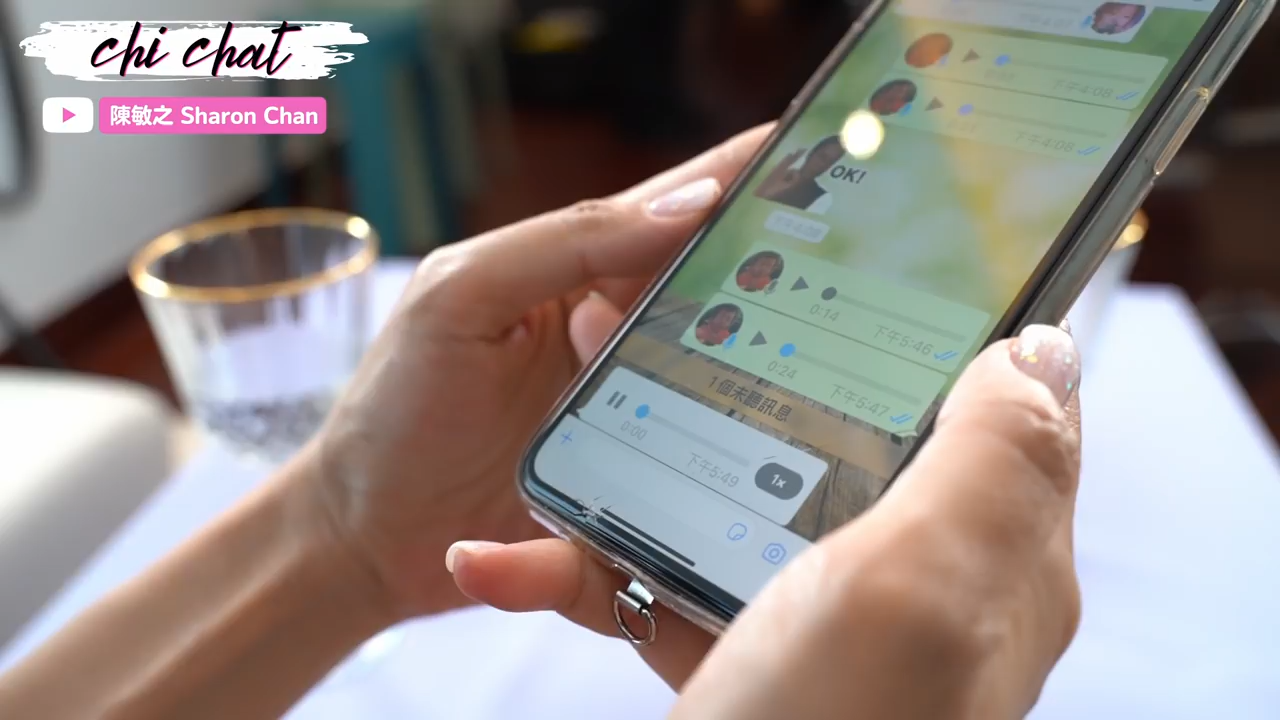 chi chat
陳敏之 Sharon Chan
下午4:08
下午4:08
OK!
0:14
下午5:46
0:24
下午5:47
1個未聽訊息
0:00
下午5:49
1x